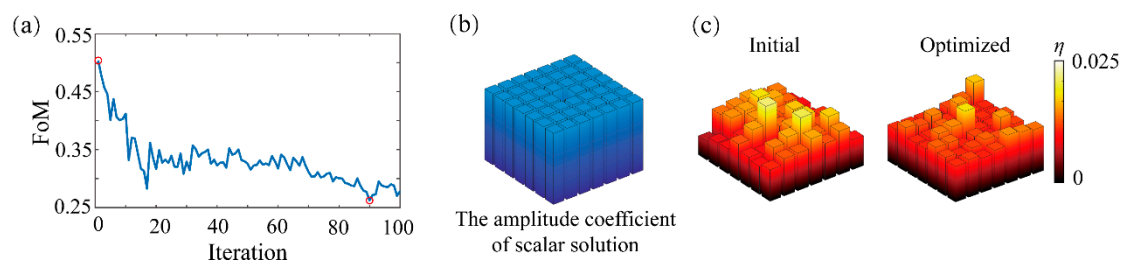 (a)
0.55
0.45
0.35
0.25
FoM
0
20
40
60
80
100
Iteration
(b)
The amplitude coefficient
of scalar solution
(c)
Initial
Optimized
η
0.025
0